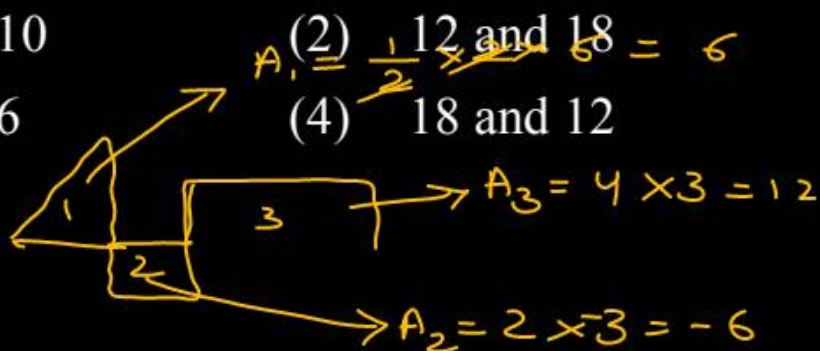 10 (2) 12 and 18
A₁ = 1/2 × 2 × 6 = 6
6 (4) 18 and 12
1 2 3
A₃ = 4 × 3 = 12
A₂ = 2 × -3 = -6